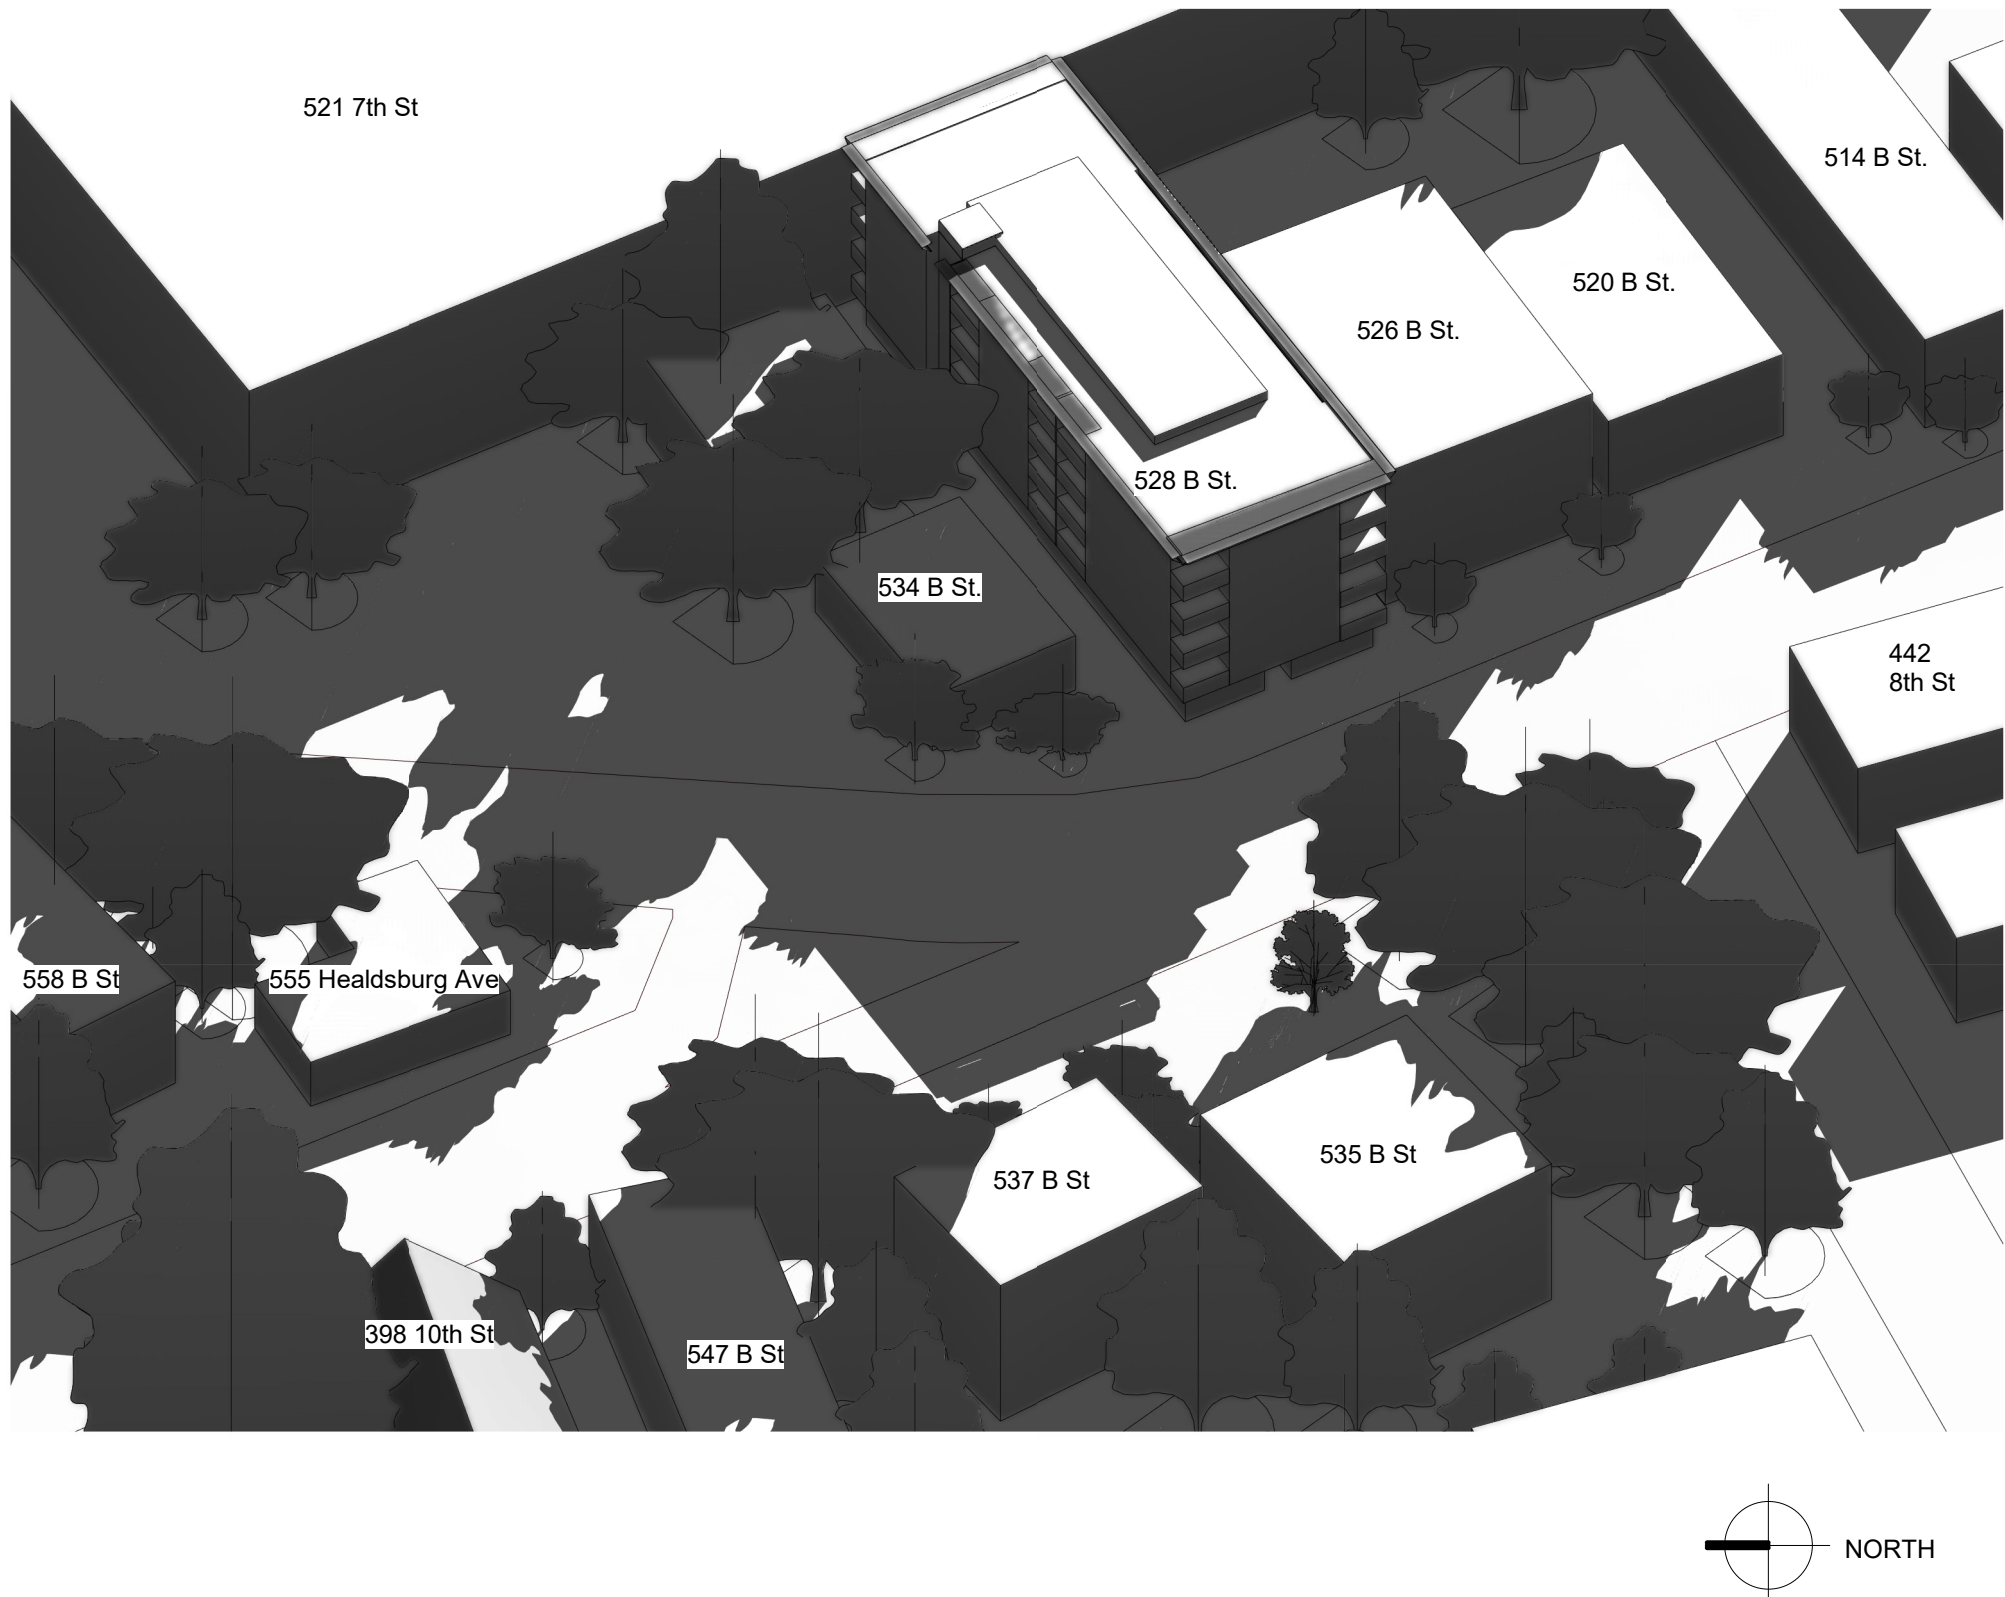 521 7th St
514 B St.
520 B St.
526 B St.
528 B St.
534 B St.
442
8th St
558 B St
555 Healdsburg Ave
537 B St
535 B St
398 10th St
547 B St
NORTH